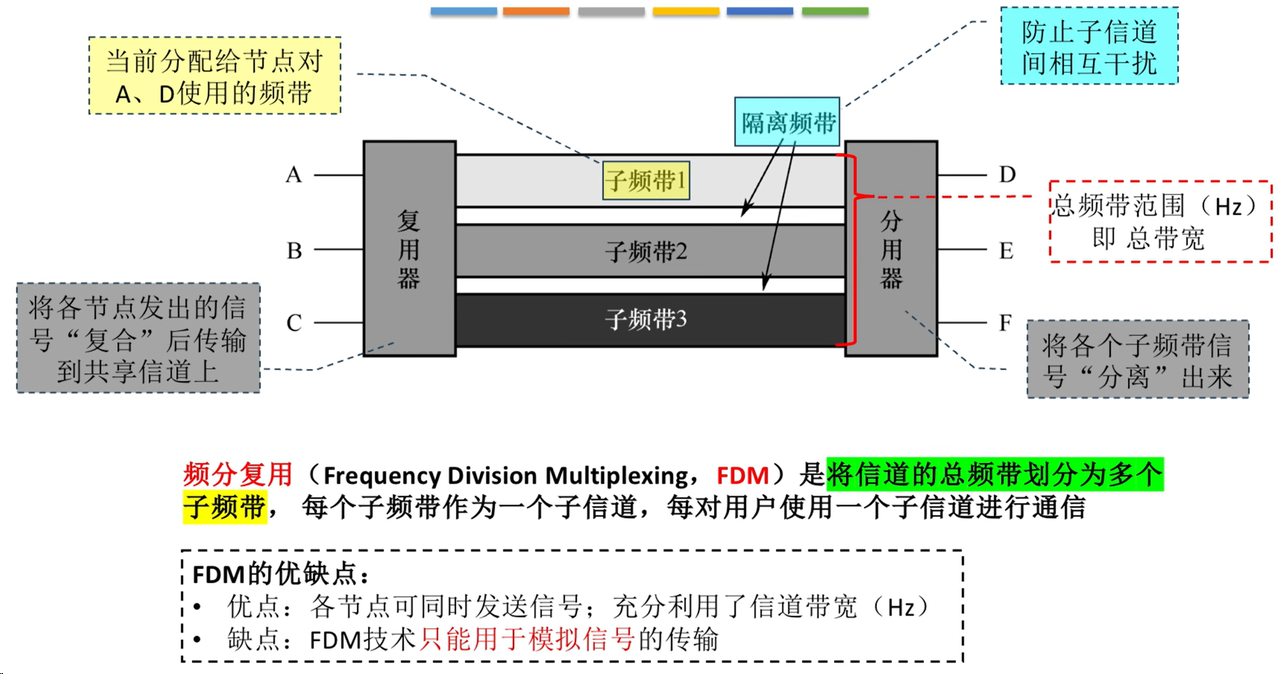 防止子信道
间相互干扰
当前分配给节点对
A、D使用的频带
隔离频带
A
子频带1
D
总频带范围（Hz）
即 总带宽
复
用
器
分
用
器
B
子频带2
E
将各节点发出的信
号“复合”后传输
到共享信道上
C
子频带3
F
将各个子频带信
号“分离”出来
频分复用（Frequency Division Multiplexing，FDM）是将信道的总频带划分为多个
子频带， 每个子频带作为一个子信道，每对用户使用一个子信道进行通信
FDM的优缺点：
• 优点：各节点可同时发送信号；充分利用了信道带宽（Hz）
• 缺点：FDM技术只能用于模拟信号的传输